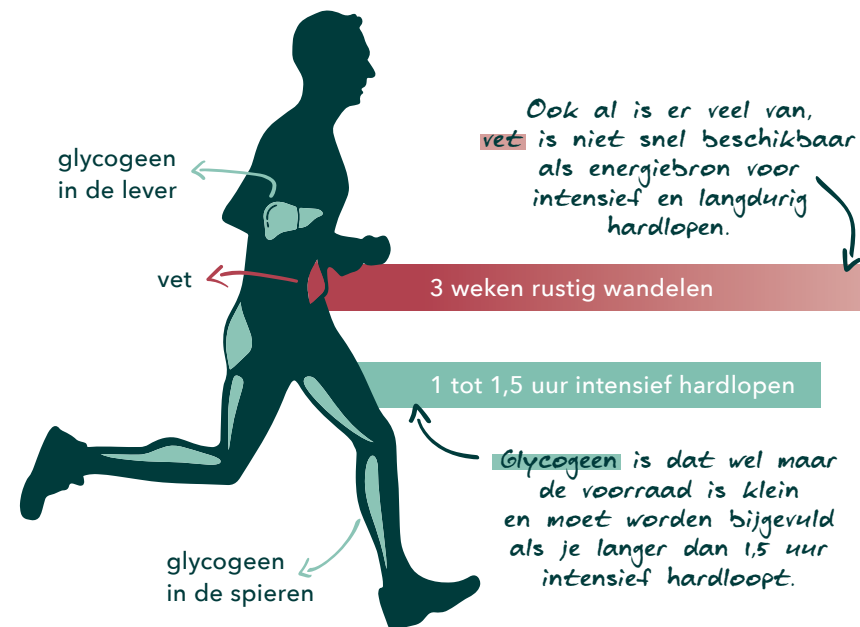 Ook al is er veel van,
vet is niet snel beschikbaar
als energiebron voor
intensief en langdurig
hardlopen.
glycogeen
in de lever
vet
3 weken rustig wandelen
1 tot 1,5 uur intensief hardlopen
Glycogeen is dat wel maar
de voorraad is klein
en moet worden bijgevuld
als je langer dan 1,5 uur
intensief hardloopt.
glycogeen
in de spieren